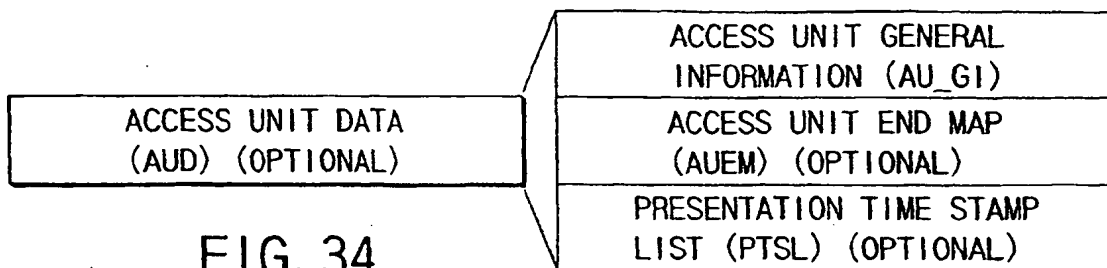 ACCESS UNIT DATA
(AUD) (OPTIONAL)
ACCESS UNIT GENERAL
INFORMATION (AU_GI)
ACCESS UNIT END MAP
(AUEM) (OPTIONAL)
PRESENTATION TIME STAMP
LIST (PTSL) (OPTIONAL)
FIG. 34